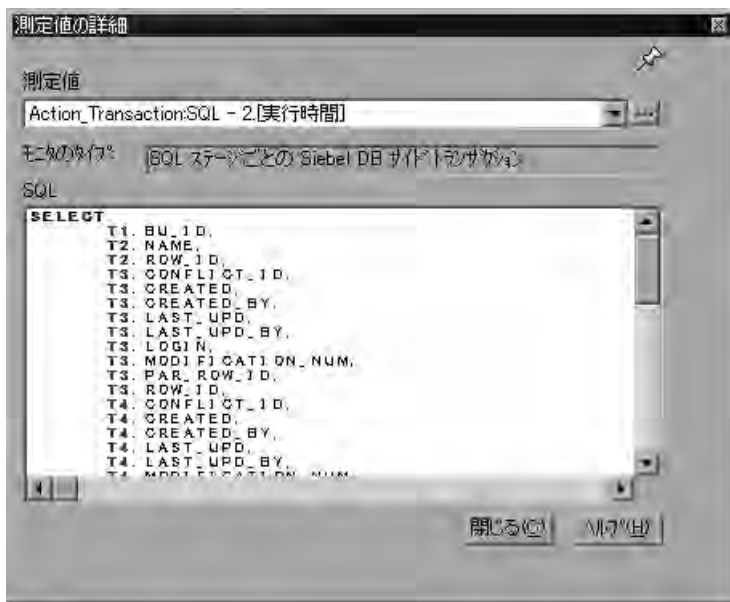 測定値の詳細
測定値
Action_Transaction:SQL - 2.[実行時間]
モニタのタイプ SQL ステージごとの Siebel DB サイド トランザクション
SQL
SELECT
T1. BU_ID,
T2. NAME,
T2. ROW_ID,
T3. CONFLICT_ID,
T3. CREATED,
T3. CREATED_BY,
T3. LAST_UPD,
T3. LAST_UPD_BY,
T3. LOGIN,
T3. MODIFICATION_NUM,
T3. PAR_ROW_ID,
T3. ROW_ID,
T4. CONFLICT_ID,
T4. CREATED,
T4. CREATED_BY,
T4. LAST_UPD,
T4. LAST_UPD_BY,
T4. MODIFICATION_NUM
閉じる(C) ヘルプ(H)